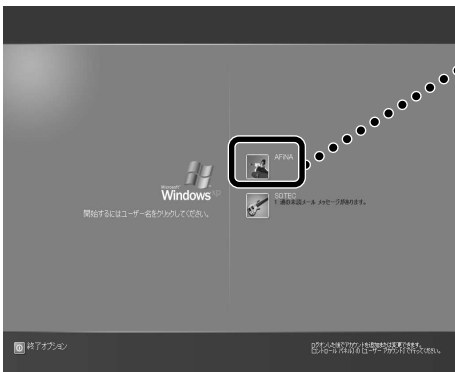 Microsoft
Windows xp
開始するにはユーザー名をクリックしてください。
AFiNA
SOTEC
1 通の未読メール メッセージがあります。
終了オプション
ログオンした後でアカウントを追加または変更できます。
[コントロール パネル] の [ユーザー アカウント] で行ってください。